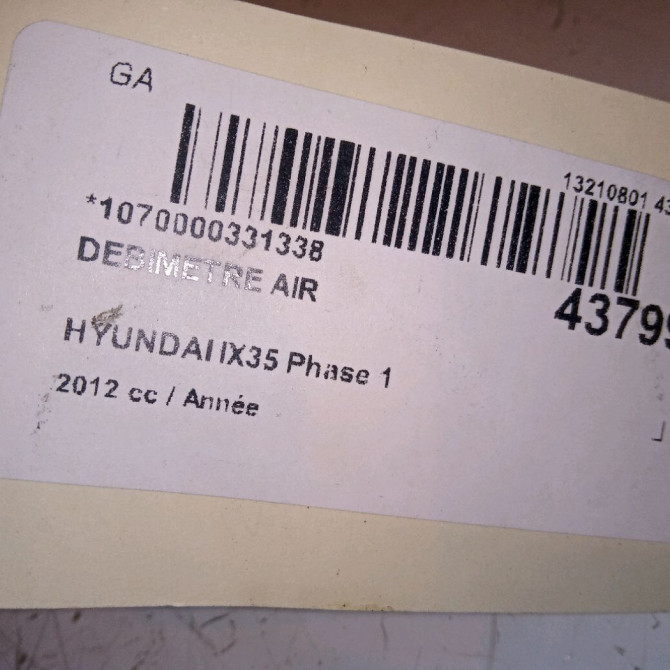 GA
13210801 43
*1070000331338
DEBIMETRE AIR
43799
HYUNDAI IX35 Phase 1
2012 cc / Année